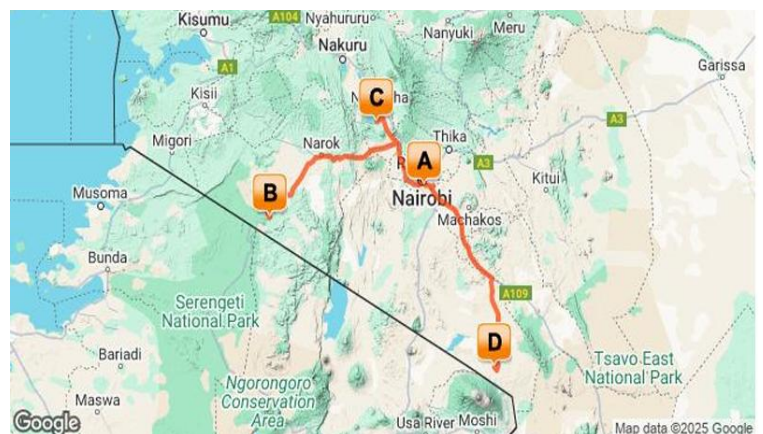 Kisumu
A104
Nyahururu
Meru
Nanyuki
Nakuru
A1
Garissa
Kisii
C
A3
Migori
Narok
Thika
A
A3
Kitui
Musoma
B
Nairobi
Machakos
Bunda
A109
Serengeti
National Park
D
Bariadi
Tsavo East
National Park
Ngorongoro
Conservation
Area
Maswa
Usa River
Moshi
Google
Map data ©2025 Google